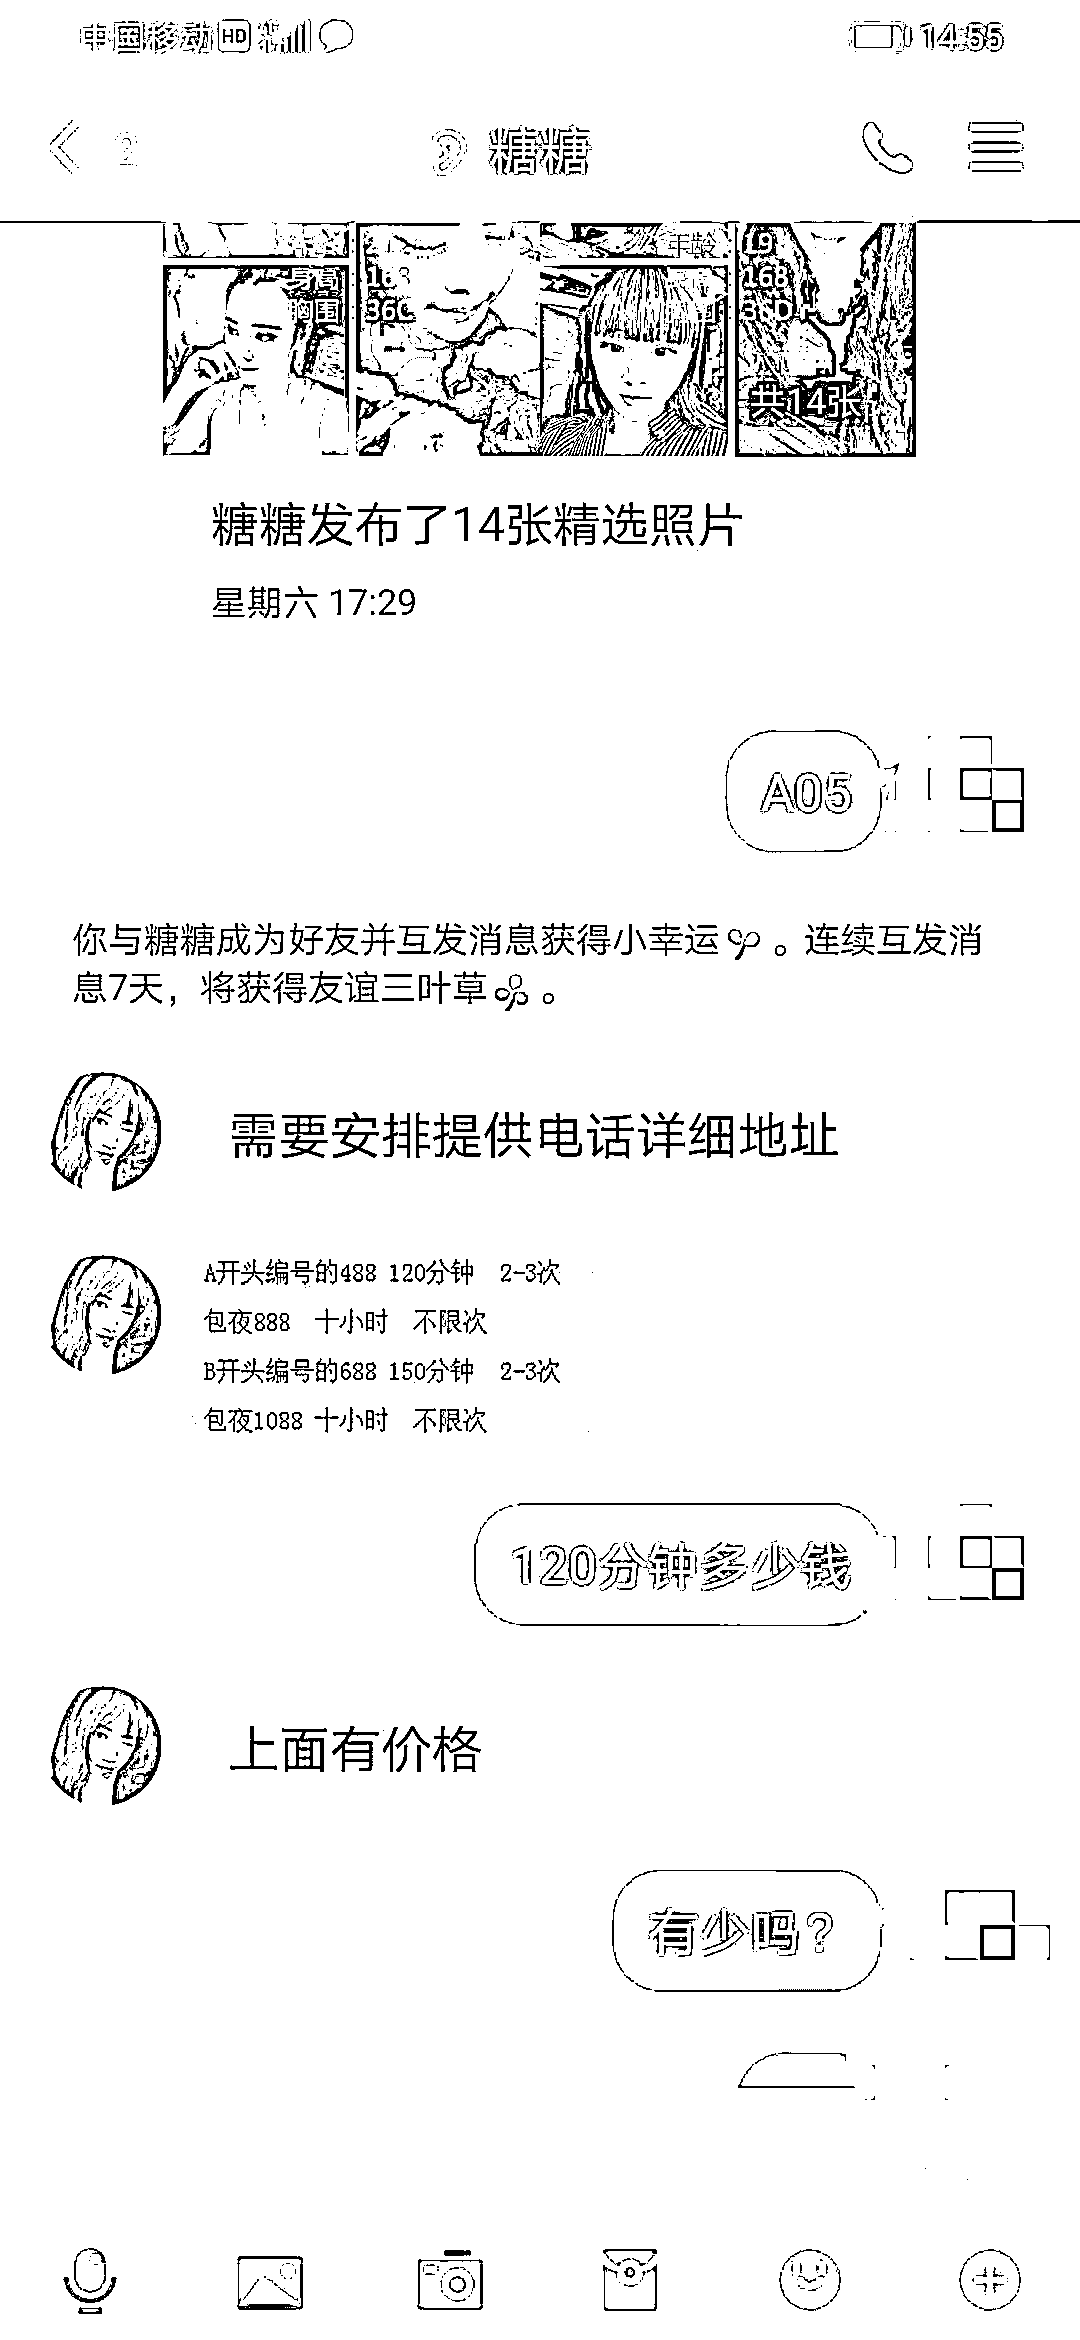 中国移动 HD 14:55
2 糖糖
年龄 19
身高 163 168
胸围 36C 36D
共14张
糖糖发布了14张精选照片
星期六 17:29
A05
你与糖糖成为好友并互发消息获得小幸运。连续互发消
息7天，将获得友谊三叶草。
需要安排提供电话详细地址
A开头编号的488 120分钟 2-3次
包夜888 十小时 不限次
B开头编号的688 150分钟 2-3次
包夜1088 十小时 不限次
120分钟多少钱
上面有价格
有少吗？